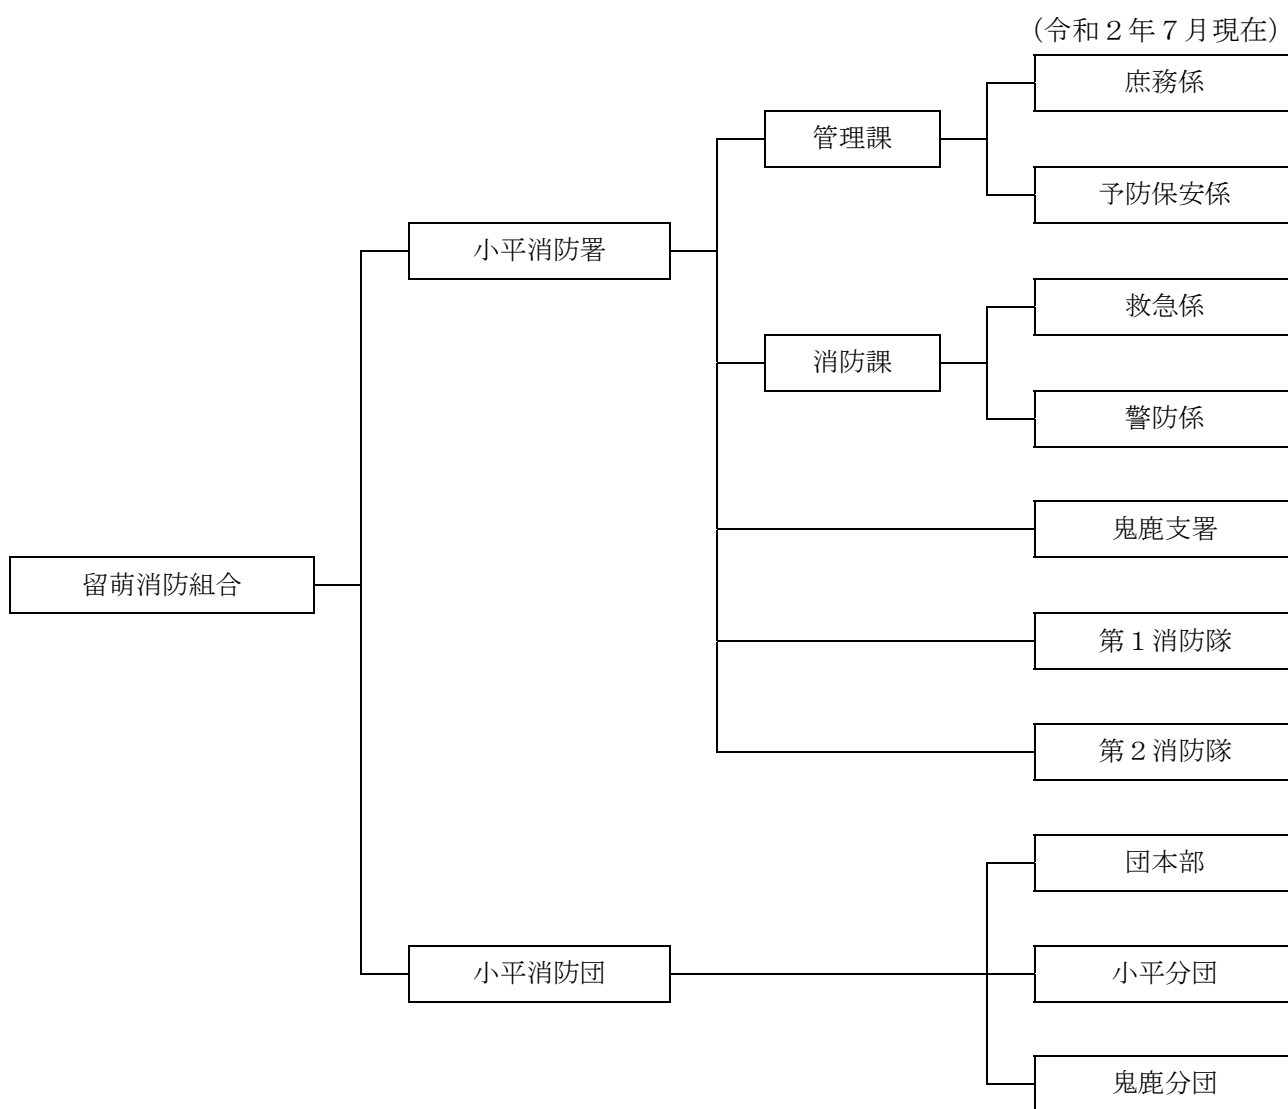 (令和２年７月現在)
庶務係
管理課
予防保安係
小平消防署
救急係
消防課
警防係
鬼鹿支署
留萌消防組合
第１消防隊
第２消防隊
団本部
小平消防団
小平分団
鬼鹿分団